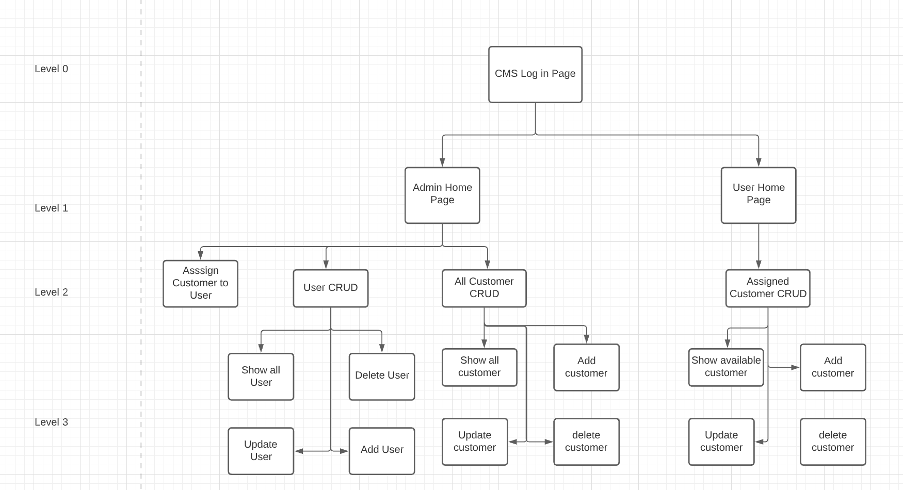 Level 0
CMS Log in Page
Level 1
Admin Home
Page
User Home
Page
Level 2
Asssign
Customer to
User
User CRUD
All Customer
CRUD
Assigned
Customer CRUD
Level 3
Show all
User
Delete User
Show all
customer
Add
customer
Show available
customer
Add
customer
Update
User
Add User
Update
customer
delete
customer
Update
customer
delete
customer